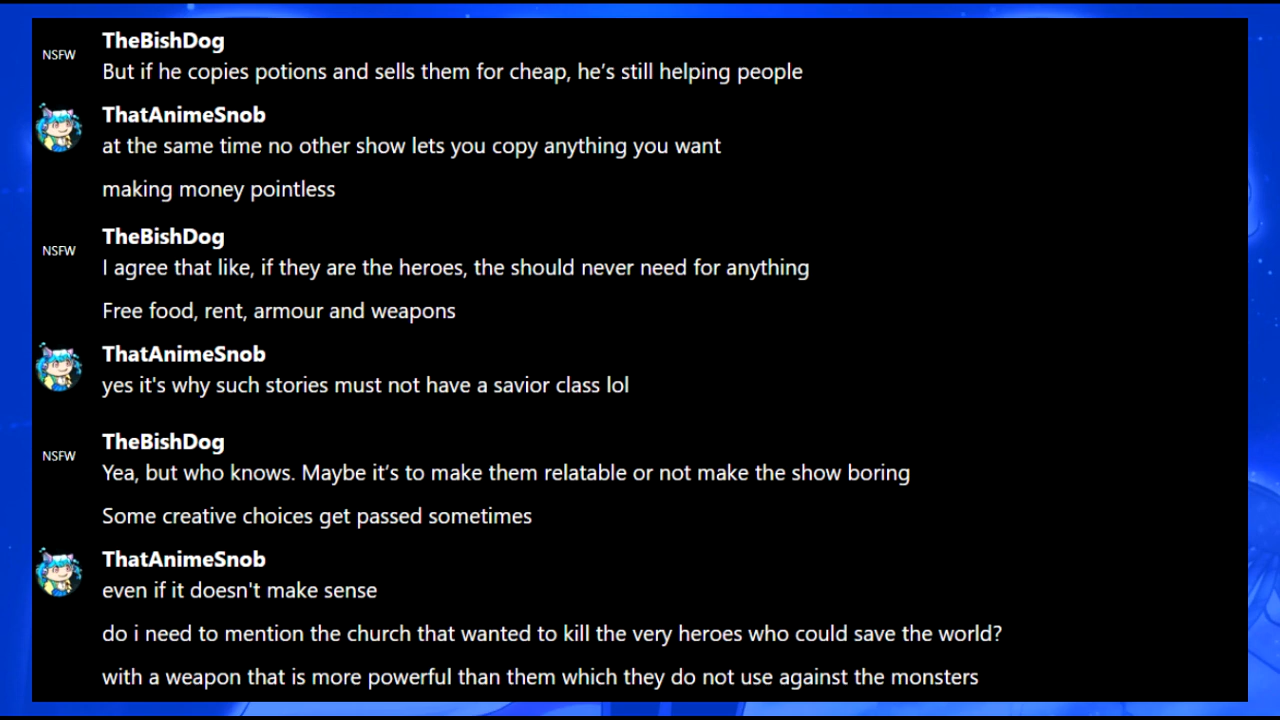 TheBishDog
NSFW
But if he copies potions and sells them for cheap, he’s still helping people
ThatAnimeSnob
at the same time no other show lets you copy anything you want
making money pointless
TheBishDog
NSFW
I agree that like, if they are the heroes, the should never need for anything
Free food, rent, armour and weapons
ThatAnimeSnob
yes it's why such stories must not have a savior class lol
TheBishDog
NSFW
Yea, but who knows. Maybe it’s to make them relatable or not make the show boring
Some creative choices get passed sometimes
ThatAnimeSnob
even if it doesn't make sense
do i need to mention the church that wanted to kill the very heroes who could save the world?
with a weapon that is more powerful than them which they do not use against the monsters